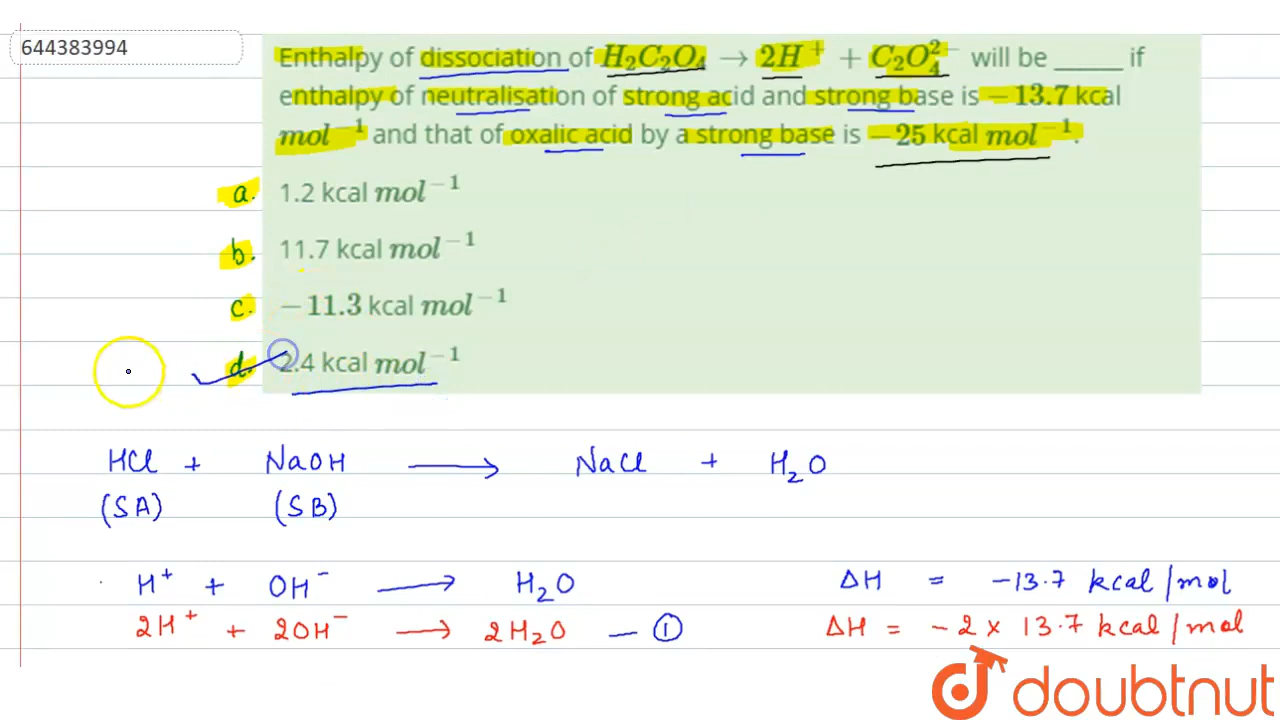 644383994
Enthalpy of dissociation of H₂C₂O₄ → 2H⁺ + C₂O₄²⁻ will be _____ if
enthalpy of neutralisation of strong acid and strong base is −13.7 kcal
mol⁻¹ and that of oxalic acid by a strong base is −25 kcal mol⁻¹.
a. 1.2 kcal mol⁻¹
b. 11.7 kcal mol⁻¹
c. −11.3 kcal mol⁻¹
d. 2.4 kcal mol⁻¹
HCl + NaOH ⟶ NaCl + H₂O
(SA) (SB)
H⁺ + OH⁻ ⟶ H₂O ΔH = −13.7 kcal/mol
2H⁺ + 2OH⁻ ⟶ 2H₂O — ① ΔH = −2 × 13.7 kcal/mol
doubtnut